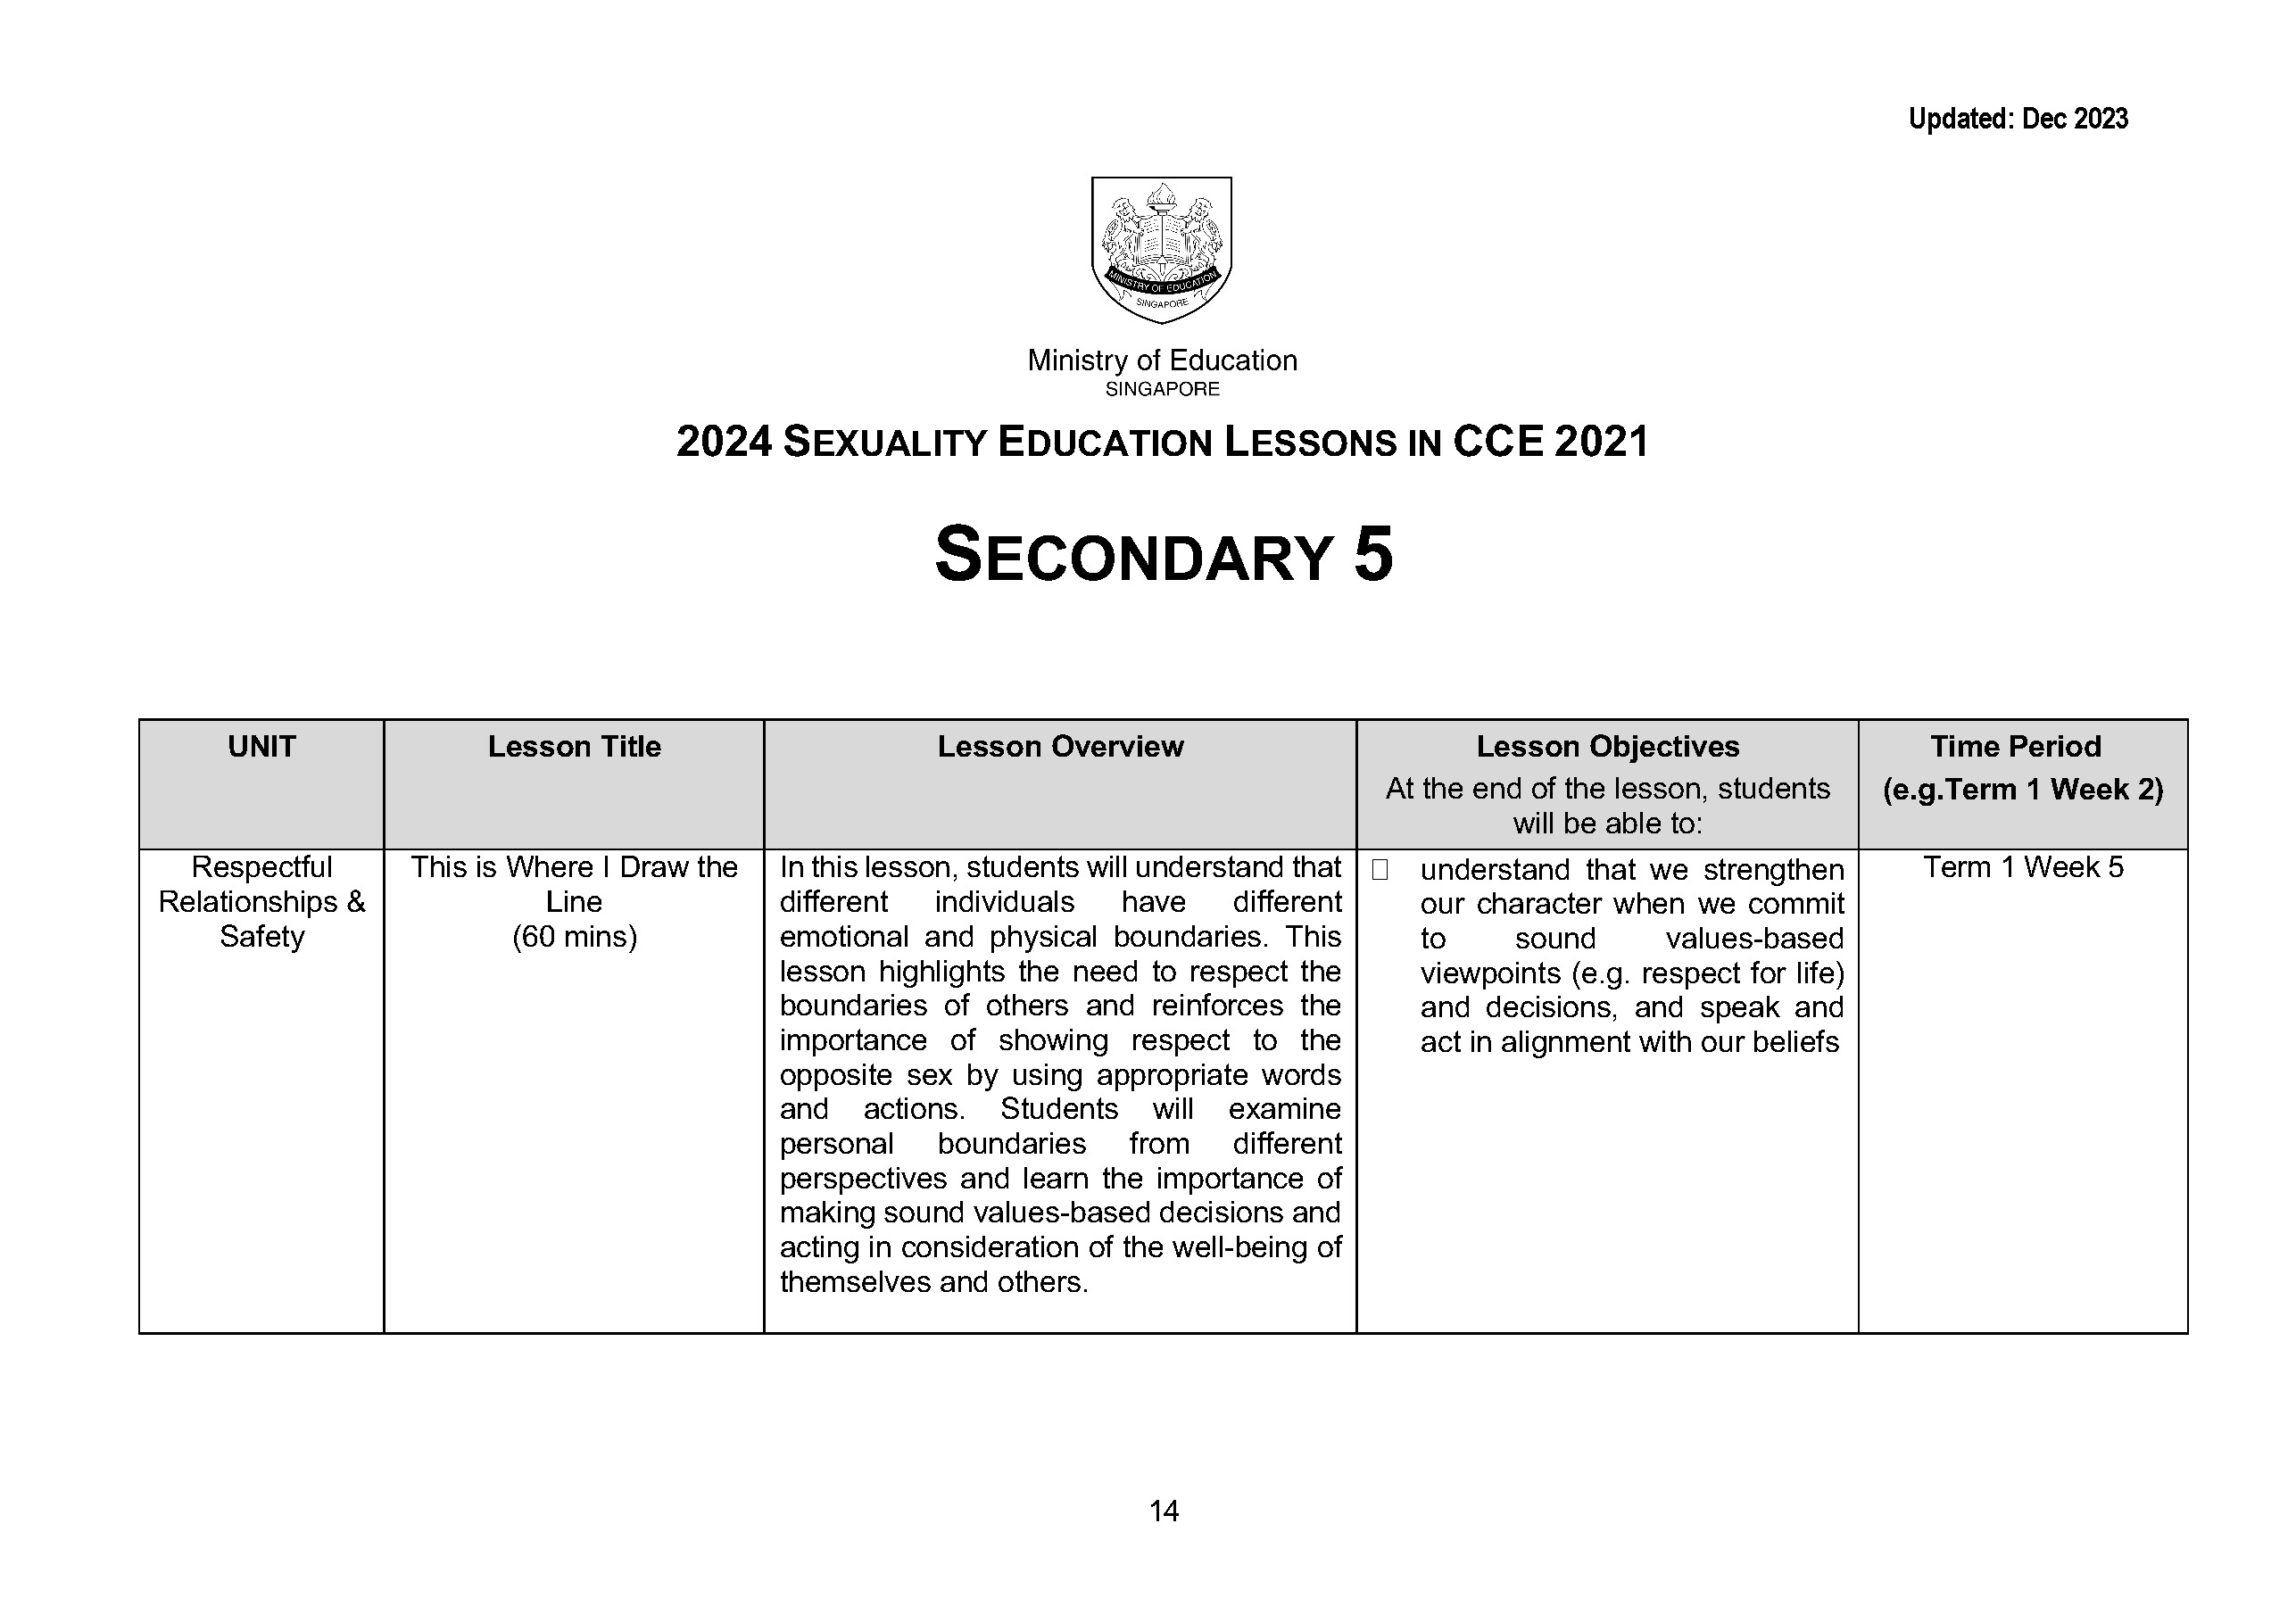 Updated: Dec 2023
MINISTRY OF EDUCATION
SINGAPORE
Ministry of Education
SINGAPORE
2024 SEXUALITY EDUCATION LESSONS IN CCE 2021
SECONDARY 5
UNIT
Lesson Title
Lesson Overview
Lesson Objectives
At the end of the lesson, students
will be able to:
Time Period
(e.g.Term 1 Week 2)
Respectful
Relationships &
Safety
This is Where I Draw the
Line
(60 mins)
In this lesson, students will understand that
different individuals have different
emotional and physical boundaries. This
lesson highlights the need to respect the
boundaries of others and reinforces the
importance of showing respect to the
opposite sex by using appropriate words
and actions. Students will examine
personal boundaries from different
perspectives and learn the importance of
making sound values-based decisions and
acting in consideration of the well-being of
themselves and others.
understand that we strengthen
our character when we commit
to sound values-based
viewpoints (e.g. respect for life)
and decisions, and speak and
act in alignment with our beliefs
Term 1 Week 5
14